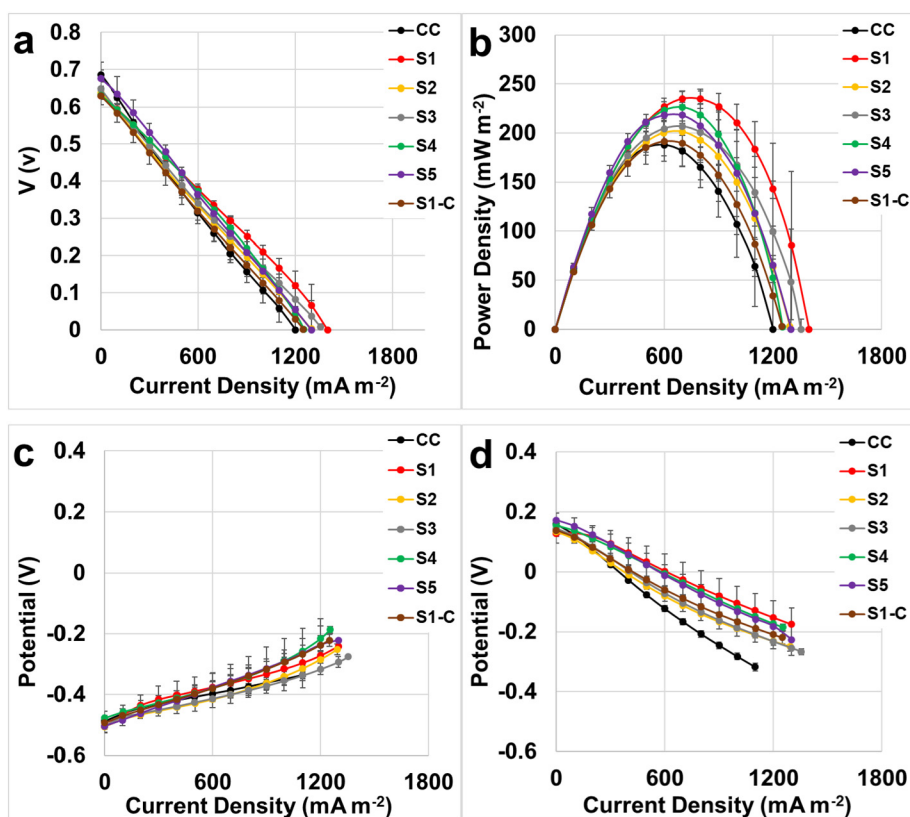 a
V (v)
0.8
0.7
0.6
0.5
0.4
0.3
0.2
0.1
0
0 600 1200 1800
Current Density (mA m-2)
CC
S1
S2
S3
S4
S5
S1-C
b
Power Density (mW m-2)
300
250
200
150
100
50
0
0 600 1200 1800
Current Density (mA m-2)
CC
S1
S2
S3
S4
S5
S1-C
c
Potential (V)
0.4
0.2
0
-0.2
-0.4
-0.6
0 600 1200 1800
Current Density (mA m-2)
CC
S1
S2
S3
S4
S5
S1-C
d
Potential (V)
0.4
0.2
0
-0.2
-0.4
-0.6
0 600 1200 1800
Current Density (mA m-2)
CC
S1
S2
S3
S4
S5
S1-C